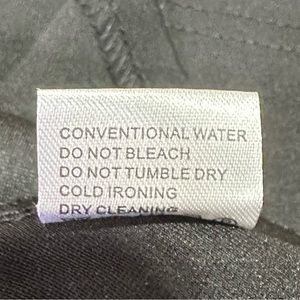 CONVENTIONAL WATER
DO NOT BLEACH
DO NOT TUMBLE DRY
COLD IRONING
DRY CLEANING